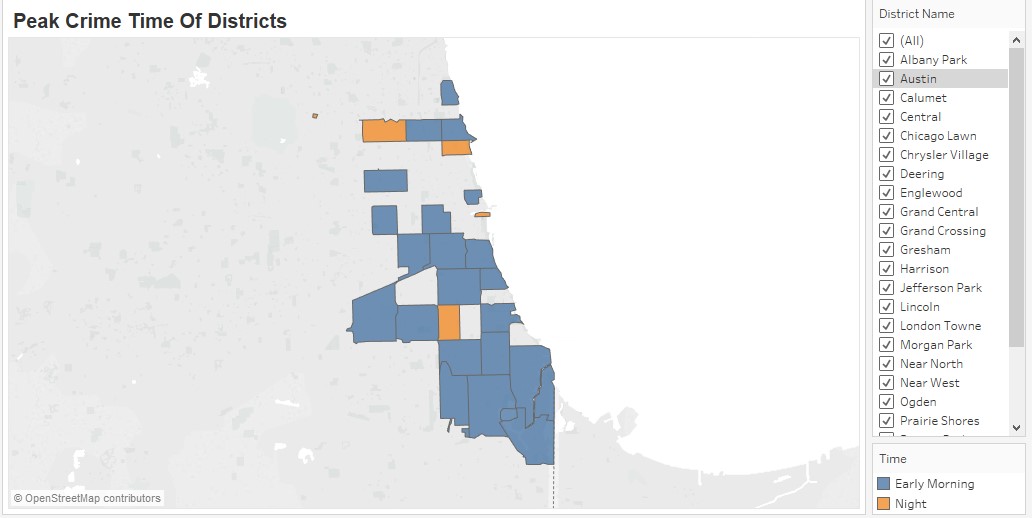 Peak Crime Time Of Districts
© OpenStreetMap contributors
District Name
(All)
Albany Park
Austin
Calumet
Central
Chicago Lawn
Chrysler Village
Deering
Englewood
Grand Central
Grand Crossing
Gresham
Harrison
Jefferson Park
Lincoln
London Towne
Morgan Park
Near North
Near West
Ogden
Prairie Shores
Time
Early Morning
Night